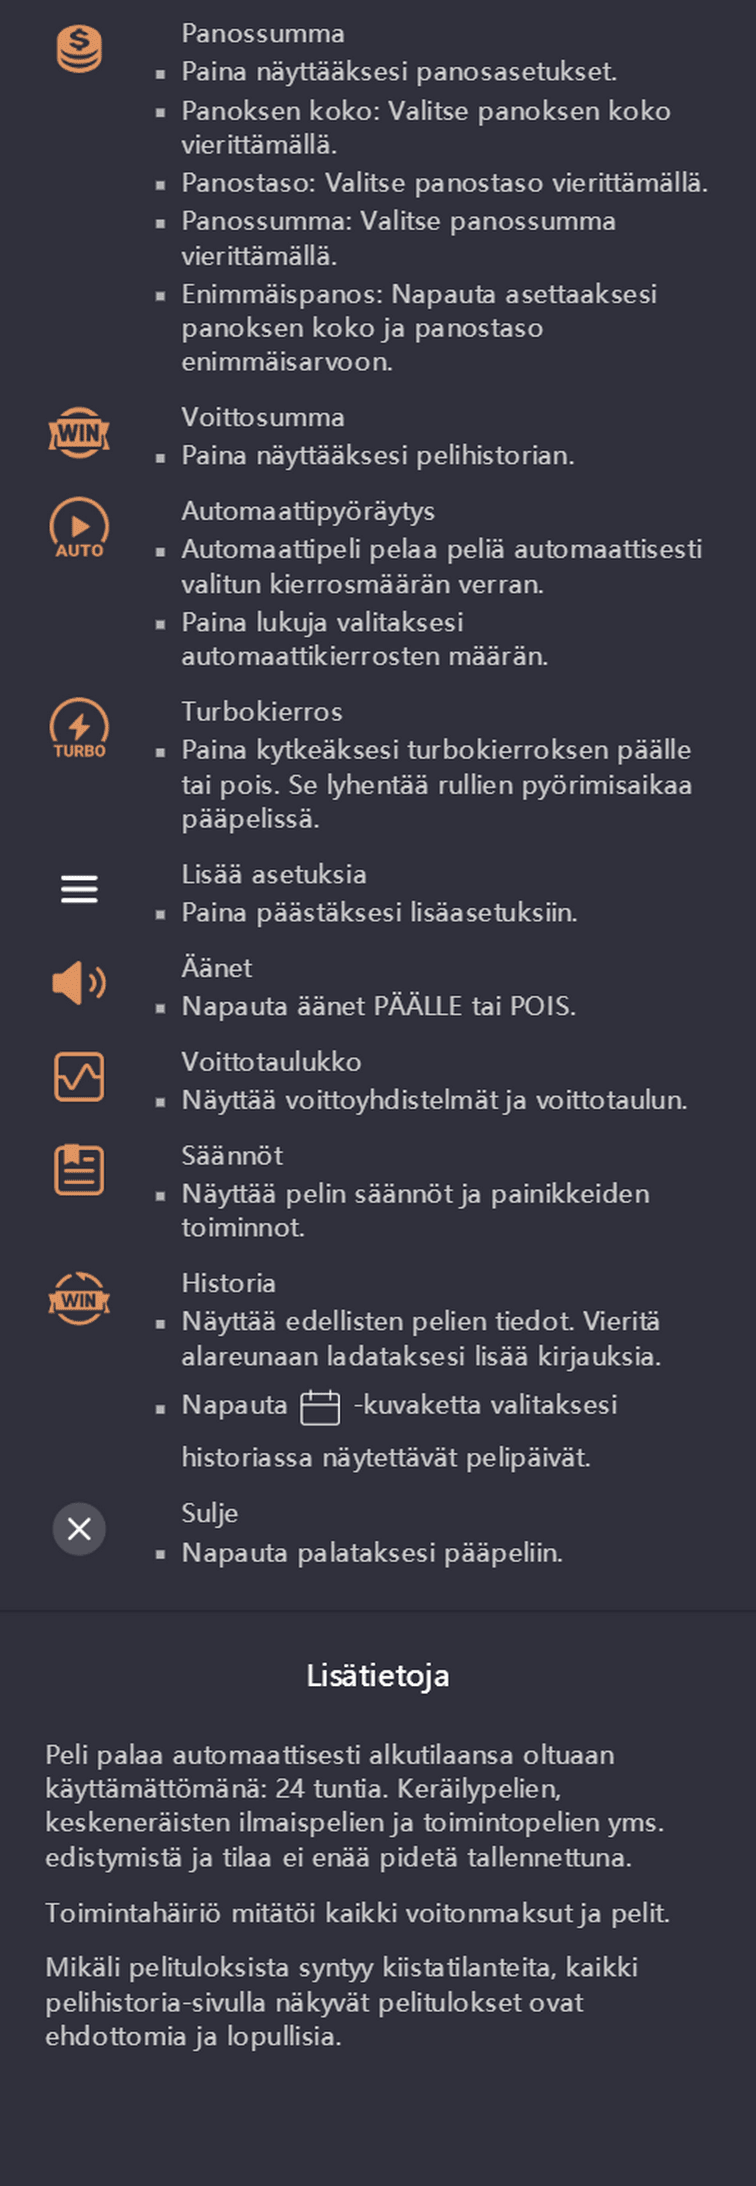 Panossumma
▪ Paina näyttääksesi panosasetukset.
▪ Panoksen koko: Valitse panoksen koko
vierittämällä.
▪ Panostaso: Valitse panostaso vierittämällä.
▪ Panossumma: Valitse panossumma
vierittämällä.
▪ Enimmäispanos: Napauta asettaaksesi
panoksen koko ja panostaso
enimmäisarvoon.
WIN
Voittosumma
▪ Paina näyttääksesi pelihistorian.
AUTO
Automaattipyöräytys
▪ Automaattipeli pelaa peliä automaattisesti
valitun kierrosmäärän verran.
▪ Paina lukuja valitaksesi
automaattikierrosten määrän.
TURBO
Turbokierros
▪ Paina kytkeäksesi turbokierroksen päälle
tai pois. Se lyhentää rullien pyörimisaikaa
pääpelissä.
Lisää asetuksia
▪ Paina päästäksesi lisäasetuksiin.
Äänet
▪ Napauta äänet PÄÄLLE tai POIS.
Voittotaulukko
▪ Näyttää voittoyhdistelmät ja voittotaulun.
Säännöt
▪ Näyttää pelin säännöt ja painikkeiden
toiminnot.
WIN
Historia
▪ Näyttää edellisten pelien tiedot. Vieritä
alareunaan ladataksesi lisää kirjauksia.
▪ Napauta -kuvaketta valitaksesi
historiassa näytettävät pelipäivät.
Sulje
▪ Napauta palataksesi pääpeliin.
Lisätietoja
Peli palaa automaattisesti alkutilaansa oltuaan
käyttämättömänä: 24 tuntia. Keräilypelien,
keskeneräisten ilmaispelien ja toimintopelien yms.
edistymistä ja tilaa ei enää pidetä tallennettuna.
Toimintahäiriö mitätöi kaikki voitonmaksut ja pelit.
Mikäli pelituloksista syntyy kiistatilanteita, kaikki
pelihistoria-sivulla näkyvät pelitulokset ovat
ehdottomia ja lopullisia.